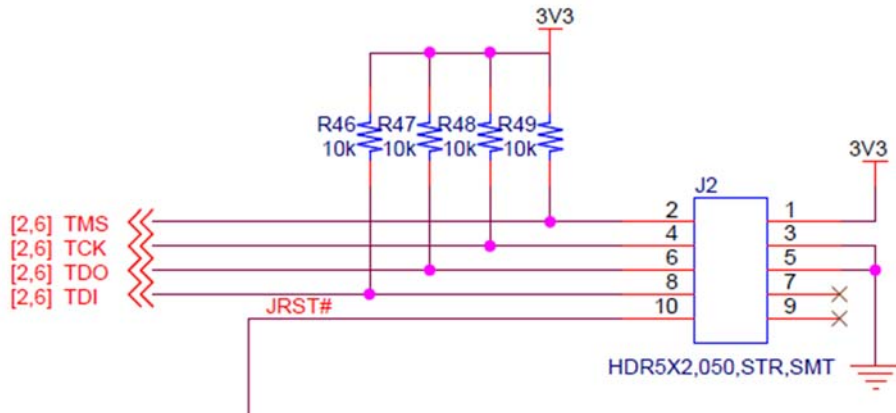 3V3
R46 R47 R48 R49
10k 10k 10k 10k
3V3
J2
[2,6] TMS 2 1
[2,6] TCK 4 3
[2,6] TDO 6 5
[2,6] TDI 8 7
JRST# 10 9
HDR5X2,050,STR,SMT